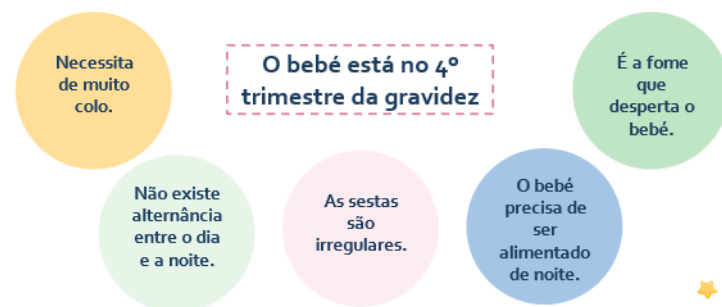 O bebé está no 4º
trimestre da gravidez
Necessita
de muito
colo.
Não existe
alternância
entre o dia
e a noite.
As sestas
são
irregulares.
O bebé
precisa de
ser
alimentado
de noite.
É a fome
que
desperta o
bebé.